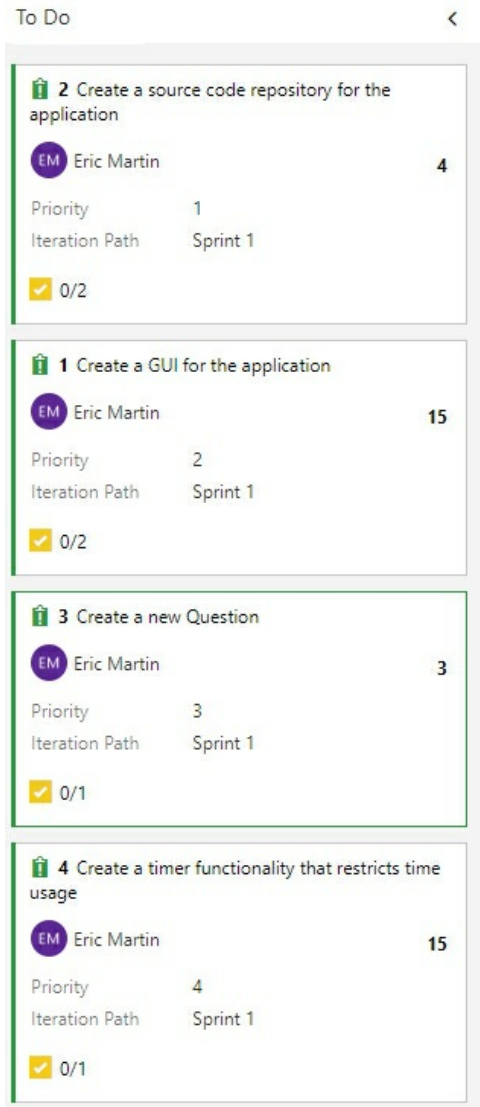 To Do
2 Create a source code repository for the
application
EM Eric Martin
4
Priority 1
Iteration Path Sprint 1
0/2
1 Create a GUI for the application
EM Eric Martin
15
Priority 2
Iteration Path Sprint 1
0/2
3 Create a new Question
EM Eric Martin
3
Priority 3
Iteration Path Sprint 1
0/1
4 Create a timer functionality that restricts time
usage
EM Eric Martin
15
Priority 4
Iteration Path Sprint 1
0/1